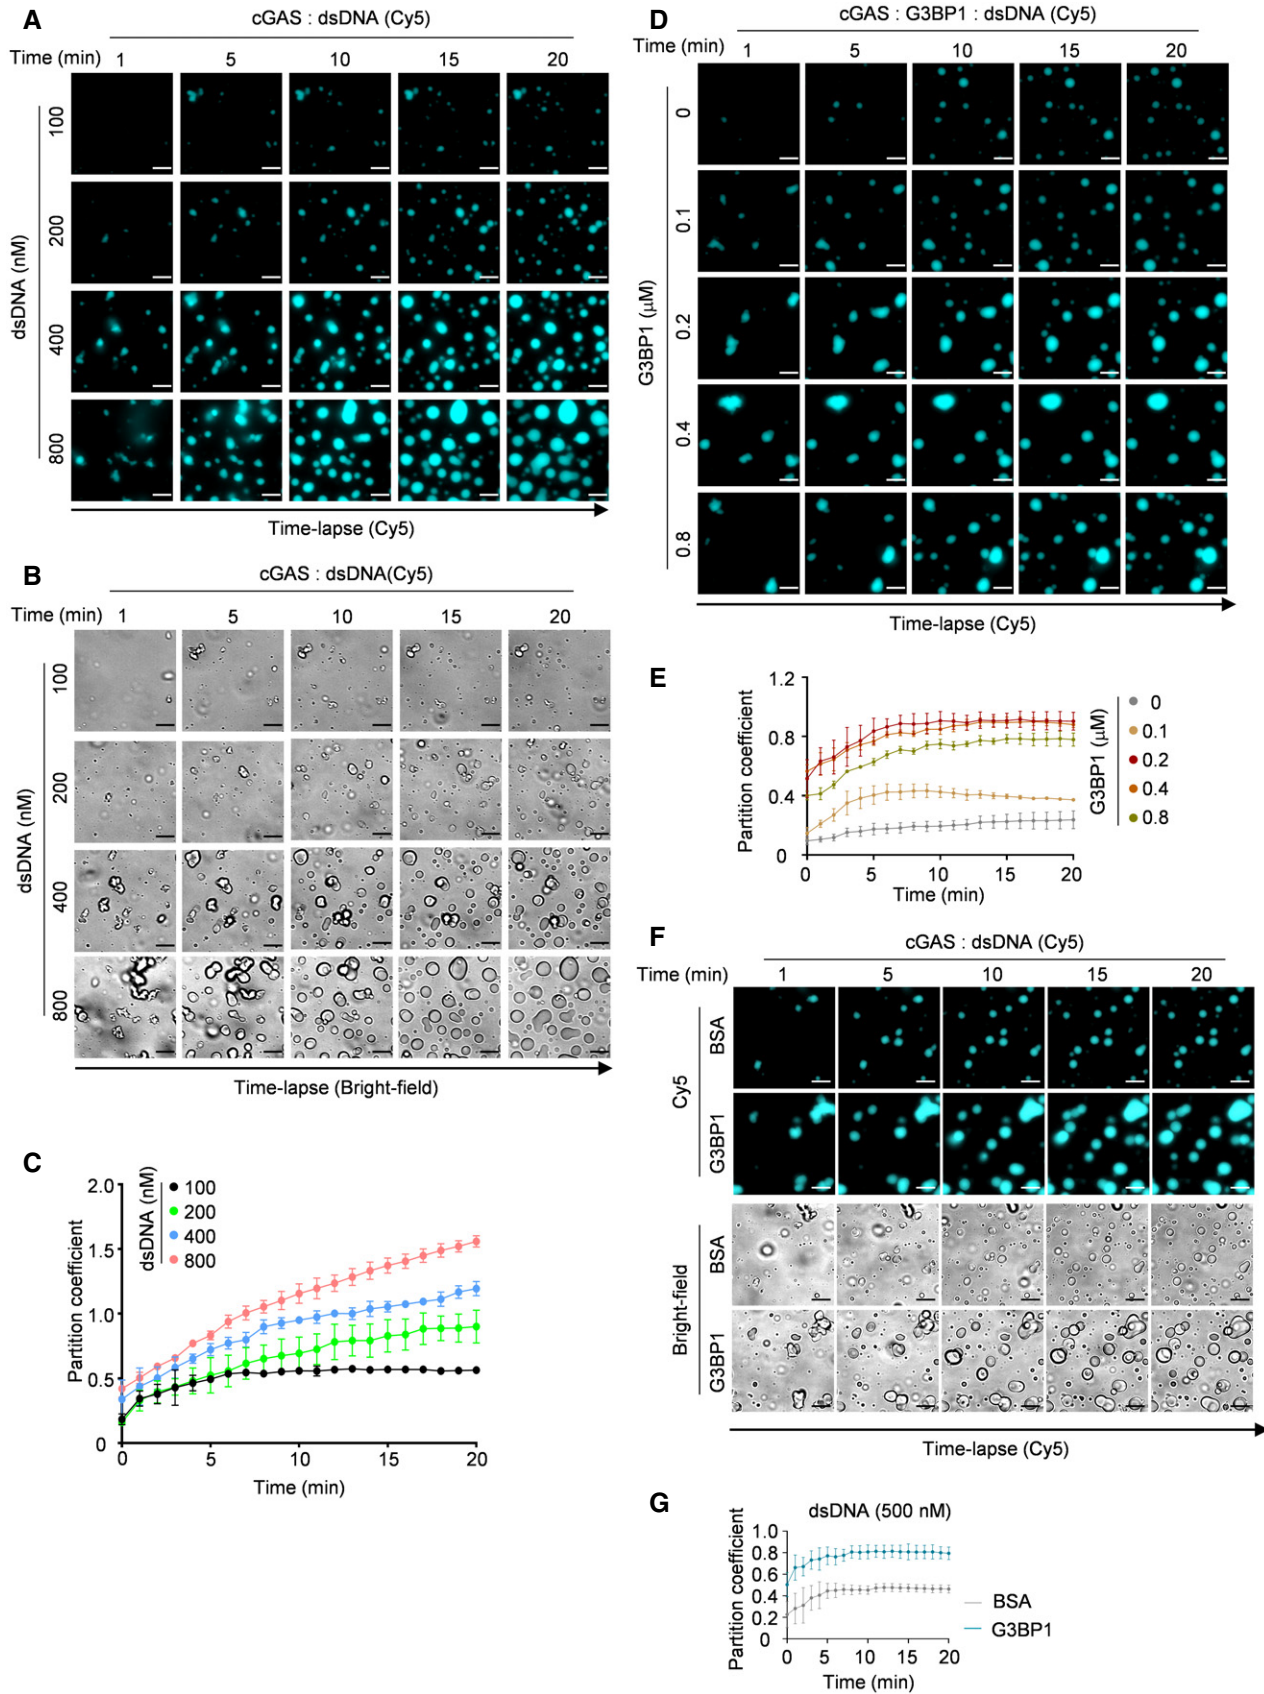 A
cGAS : dsDNA (Cy5)
Time (min) 1 5 10 15 20
dsDNA (nM)
100
200
400
800
Time-lapse (Cy5)
B
cGAS : dsDNA(Cy5)
Time (min) 1 5 10 15 20
dsDNA (nM)
100
200
400
800
Time-lapse (Bright-field)
C
dsDNA (nM)
100
200
400
800
Partition coefficient
2.0
1.5
1.0
0.5
0
0 5 10 15 20
Time (min)
D
cGAS : G3BP1 : dsDNA (Cy5)
Time (min) 1 5 10 15 20
G3BP1 (μM)
0
0.1
0.2
0.4
0.8
Time-lapse (Cy5)
E
Partition coefficient
1.2
0.8
0.4
0
0 5 10 15 20
Time (min)
G3BP1 (μM)
0
0.1
0.2
0.4
0.8
F
cGAS : dsDNA (Cy5)
Time (min) 1 5 10 15 20
Cy5
BSA
G3BP1
Bright-field
BSA
G3BP1
Time-lapse (Cy5)
G
dsDNA (500 nM)
Partition coefficient
1.0
0.8
0.6
0.4
0.2
0
0 5 10 15 20
Time (min)
BSA
G3BP1